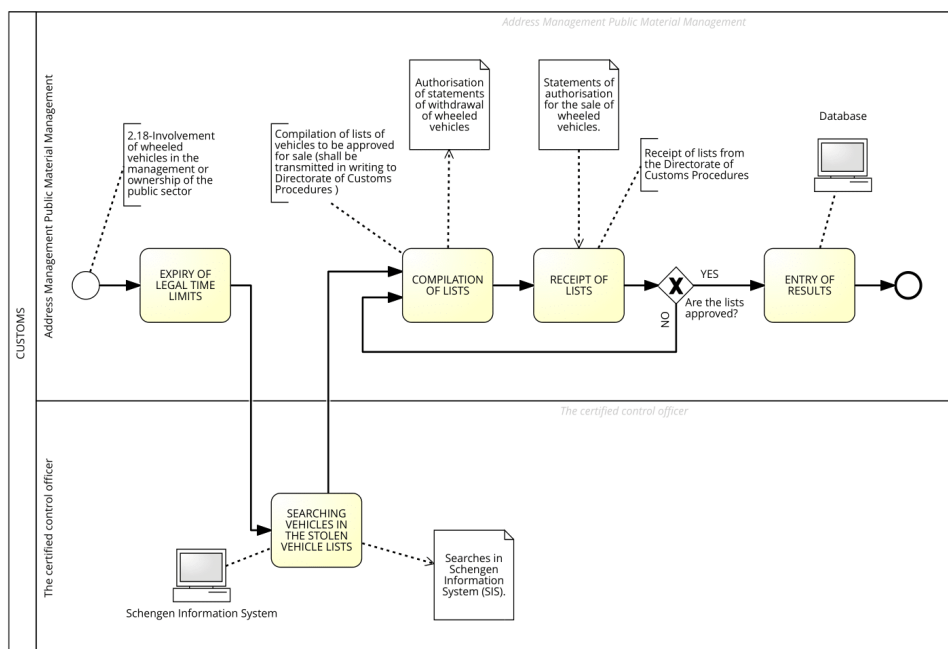 Address Management Public Material Management
CUSTOMS
Address Management Public Material Management
2.18-Involvement
of wheeled
vehicles in the
management or
ownership of the
public sector
EXPIRY OF
LEGAL TIME
LIMITS
Compilation of lists of
vehicles to be approved
for sale (shall be
transmitted in writing to
Directorate of Customs
Procedures )
Authorisation
of statements
of withdrawal
of wheeled
vehicles
COMPILATION
OF LISTS
Statements of
authorisation
for the sale of
wheeled
vehicles.
Receipt of lists from
the Directorate of
Customs Procedures
RECEIPT OF
LISTS
YES
Are the lists
approved?
NO
Database
ENTRY OF
RESULTS
The certified control officer
The certified control officer
SEARCHING
VEHICLES IN
THE STOLEN
VEHICLE LISTS
Schengen Information System
Searches in
Schengen
Information
System (SIS).